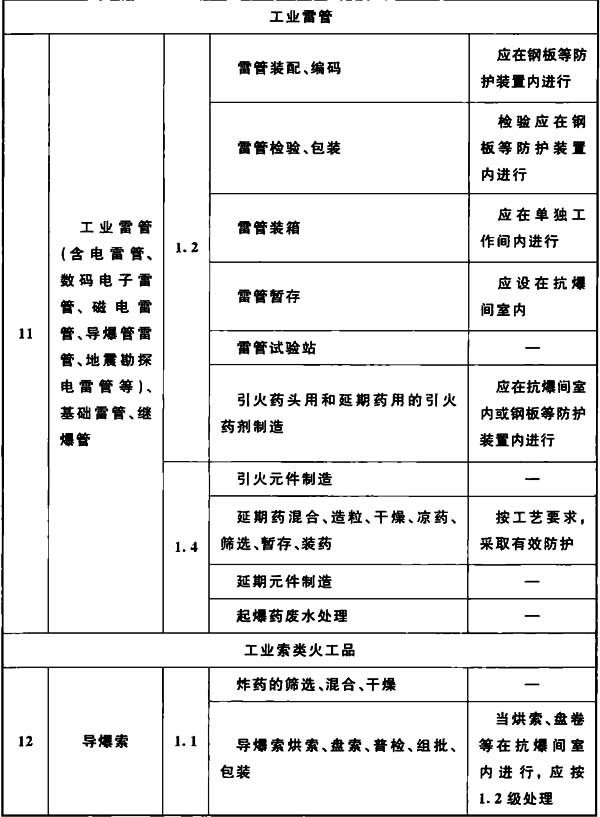 工业雷管
11
工业雷管
(含电雷管、
数码电子雷
管、磁电雷
管、导爆管雷
管、地震勘探
电雷管等)、
基础雷管、继
爆管
1.2
雷管装配、编码
应在钢板等防
护装置内进行
雷管检验、包装
检验应在钢
板等防护装置
内进行
雷管装箱
应在单独工
作间内进行
雷管暂存
应设在抗爆
间室内
雷管试验站
—
引火药头用和延期药用的引火
药剂制造
应在抗爆间室
内或钢板等防护
装置内进行
1.4
引火元件制造
—
延期药混合、造粒、干燥、凉药、
筛选、暂存、装药
按工艺要求,
采取有效防护
延期元件制造
—
起爆药废水处理
—
工业索类火工品
12
导爆索
1.1
炸药的筛选、混合、干燥
—
导爆索烘索、盘索、普检、组批、
包装
当烘索、盘卷
等在抗爆间室
内进行,应按
1.2级处理